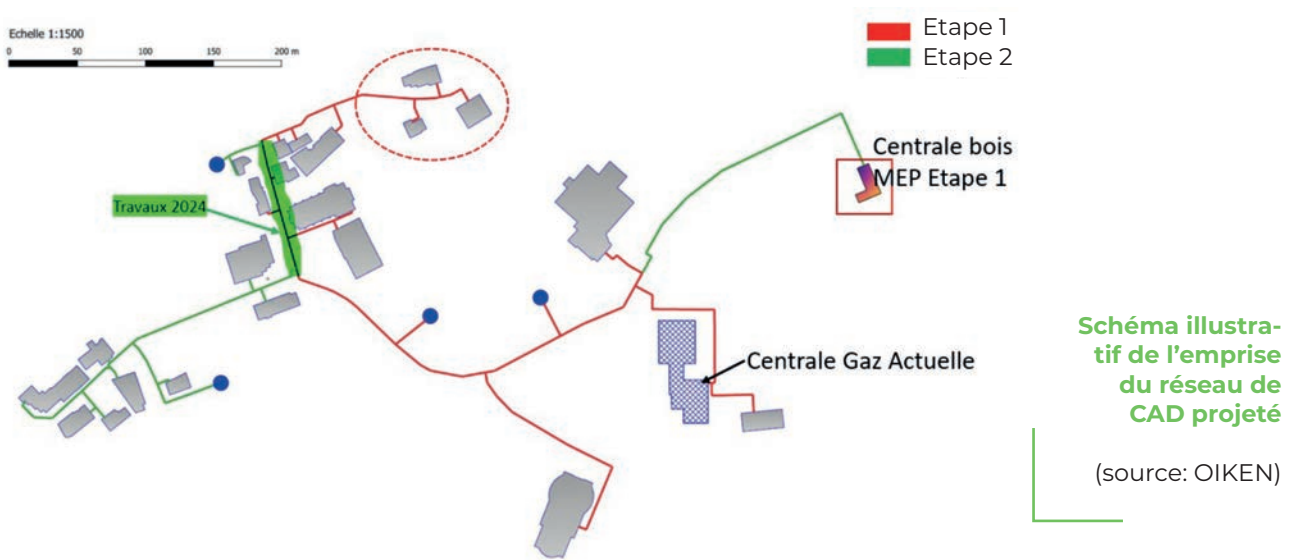 Echelle 1:1500
0 50 100 150 200 m
Etape 1
Etape 2
Centrale bois
MEP Etape 1
Travaux 2024
Centrale Gaz Actuelle
Schéma illustra-
tif de l'emprise
du réseau de
CAD projeté
(source: OIKEN)